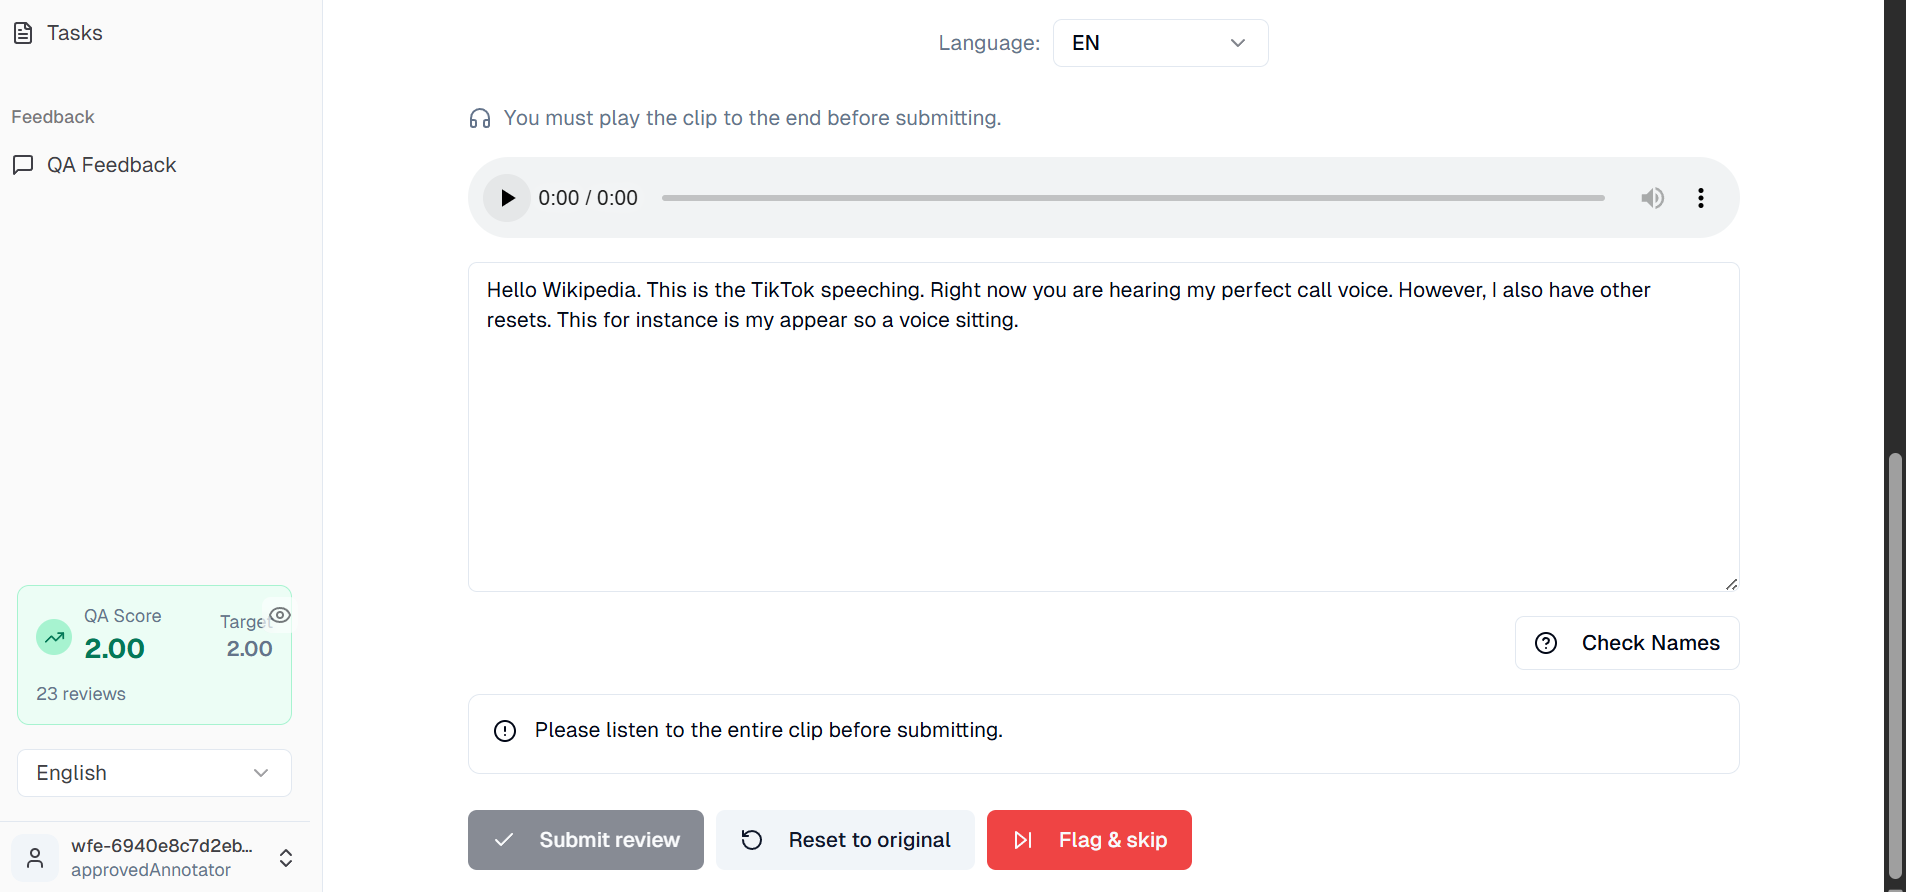 Tasks
Feedback
QA Feedback
QA Score
2.00
Target
2.00
23 reviews
English
wfe-6940e8c7d2eb...
approvedAnnotator
Language:
EN
You must play the clip to the end before submitting.
0:00 / 0:00
Hello Wikipedia. This is the TikTok speeching. Right now you are hearing my perfect call voice. However, I also have other
resets. This for instance is my appear so a voice sitting.
Check Names
Please listen to the entire clip before submitting.
Submit review
Reset to original
Flag & skip